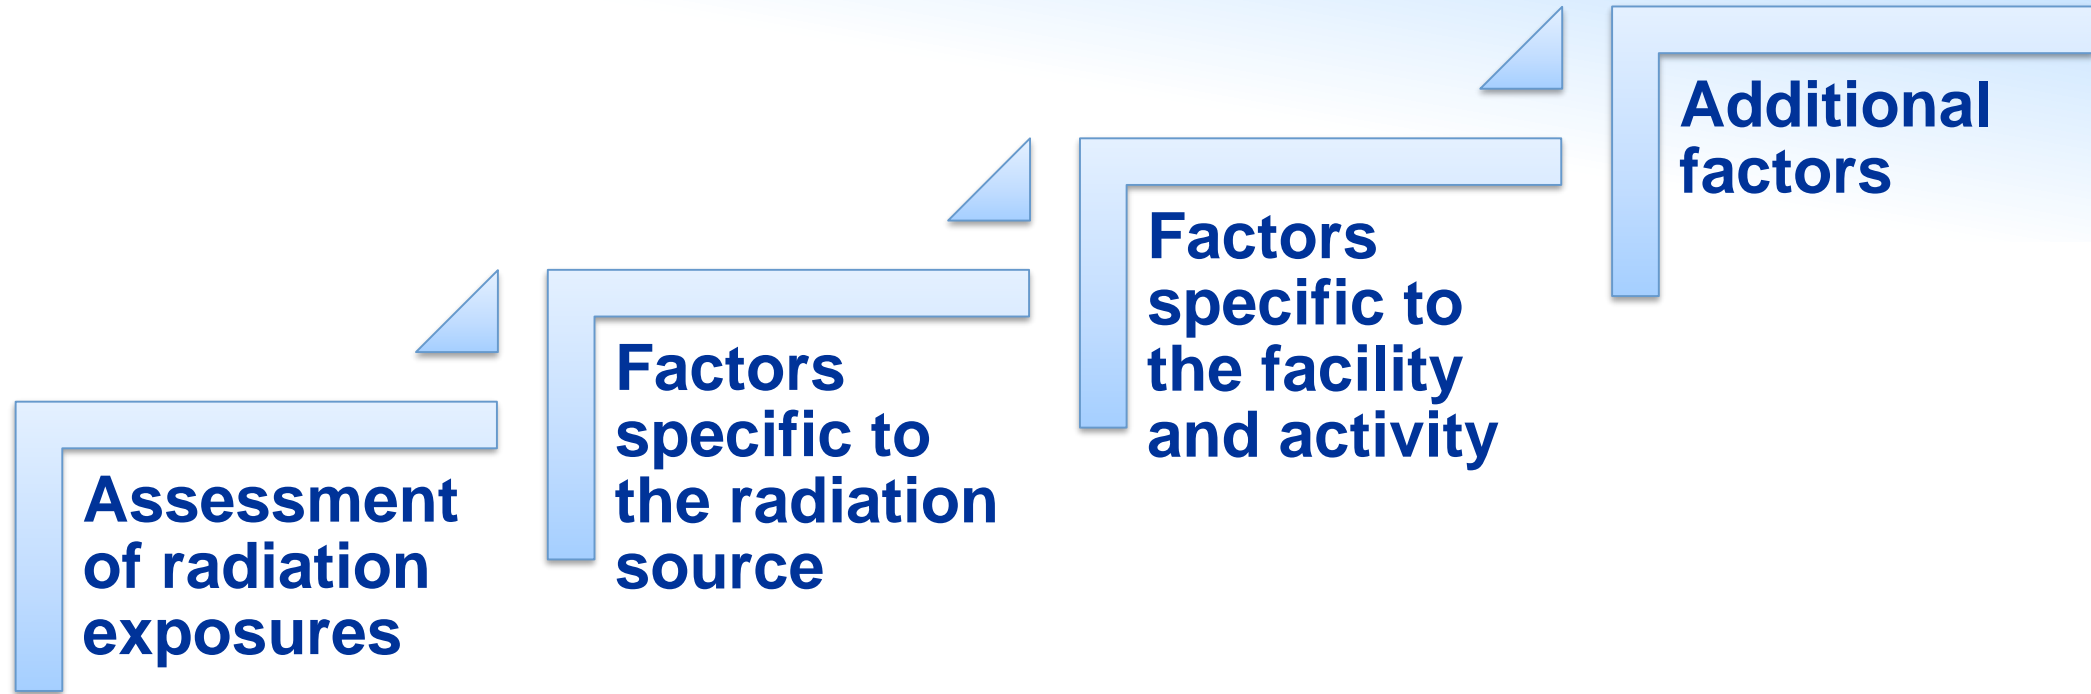 Assessment
of radiation
exposures
Factors
specific to
the radiation
source
Factors
specific to
the facility
and activity
Additional
factors